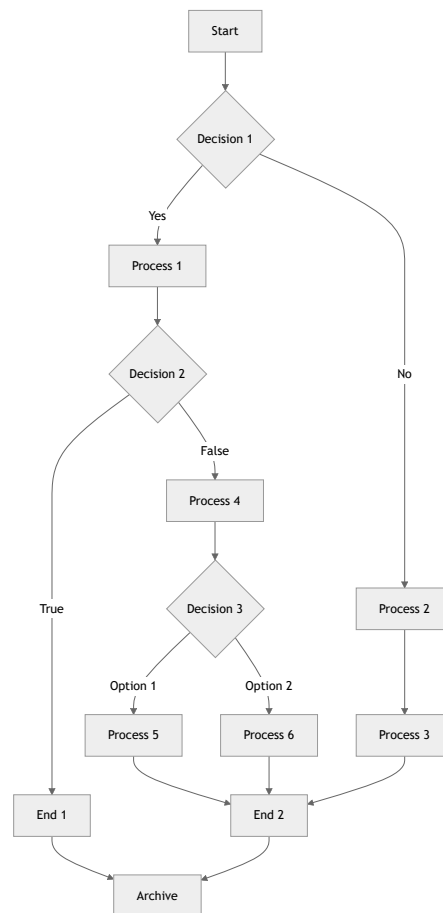 Start
Decision 1
Yes
Process 1
Decision 2
No
False
Process 4
True
Decision 3
Process 2
Option 1
Option 2
Process 5
Process 6
Process 3
End 1
End 2
Archive